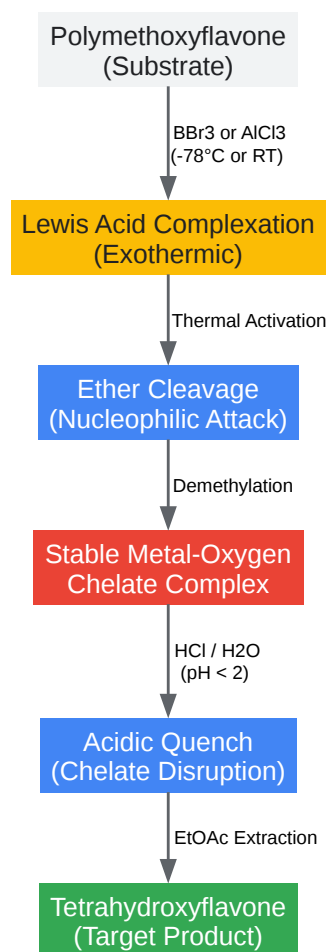 Polymethoxyflavone
(Substrate)
BBr3 or AlCl3
(-78°C or RT)
Lewis Acid Complexation
(Exothermic)
Thermal Activation
Ether Cleavage
(Nucleophilic Attack)
Demethylation
Stable Metal-Oxygen
Chelate Complex
HCl / H2O
(pH < 2)
Acidic Quench
(Chelate Disruption)
EtOAc Extraction
Tetrahydroxyflavone
(Target Product)